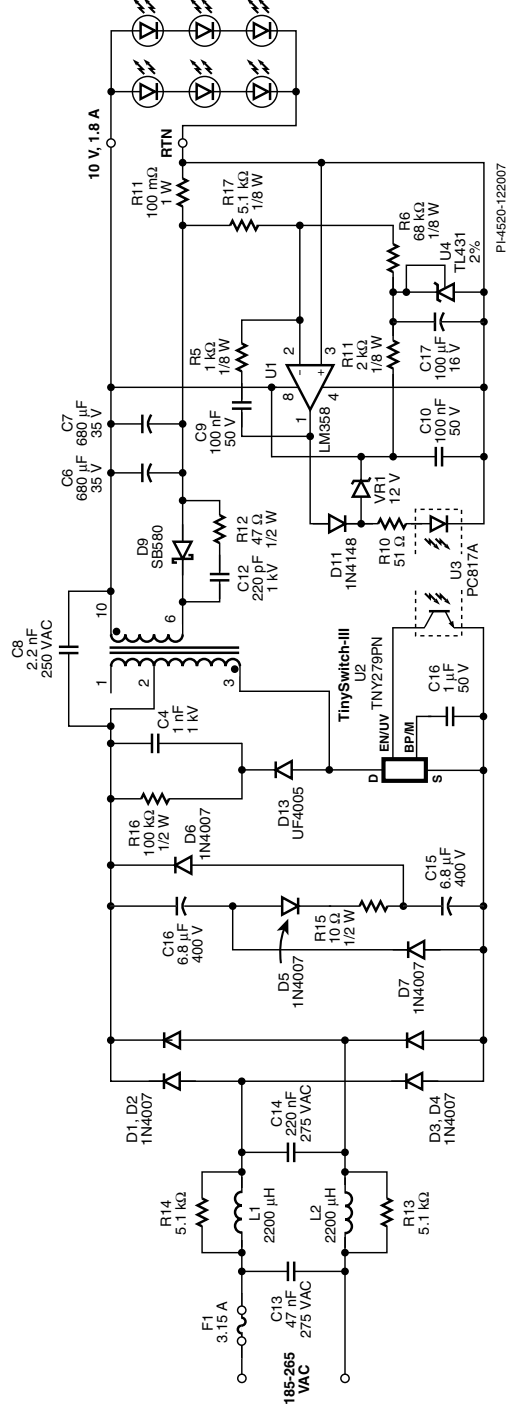 185-265
VAC
F1
3.15 A
C13
47 nF
275 VAC
R14
5.1 kΩ
L1
2200 µH
L2
2200 µH
R13
5.1 kΩ
C14
220 nF
275 VAC
D1, D2
1N4007
D3, D4
1N4007
C16
6.8 µF
400 V
D5
1N4007
D7
1N4007
R15
10 Ω
1/2 W
C15
6.8 µF
400 V
D6
1N4007
R16
100 kΩ
1/2 W
C4
1 nF
1 kV
D13
UF4005
C8
2.2 nF
250 VAC
1
2
3
10
6
TinySwitch-III
U2
TNY279PN
D
S
EN/UV
BP/M
C16
1 µF
50 V
U3
PC817A
D9
SB580
C12
220 pF
1 kV
R12
47 Ω
1/2 W
C6
680 µF
35 V
C7
680 µF
35 V
D11
1N4148
R10
51 Ω
VR1
12 V
C9
100 nF
50 V
R5
1 kΩ
1/8 W
U1
LM358
1
2
3
4
8
-
+
C10
100 nF
50 V
R11
2 kΩ
1/8 W
C17
100 µF
16 V
R6
68 kΩ
1/8 W
U4
TL431
2%
R17
5.1 kΩ
1/8 W
R11
100 mΩ
1 W
10 V, 1.8 A
RTN
PI-4520-122007